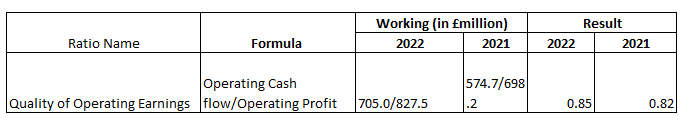 Working (in £million) Result
Ratio Name Formula 2022 2021 2022 2021
Operating Cash 574.7/698
Quality of Operating Earnings flow/Operating Profit 705.0/827.5 .2 0.85 0.82